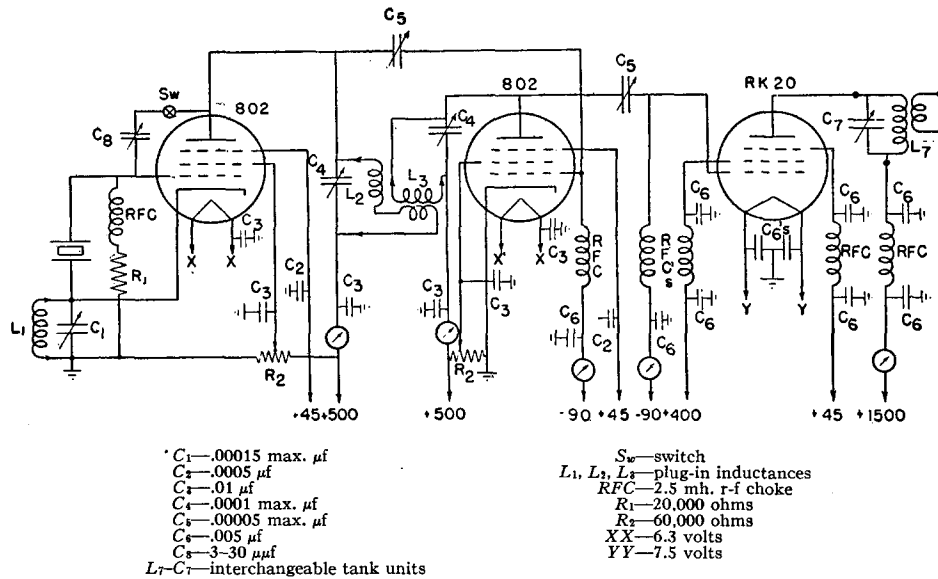 C5
Sw
802
C8
C5
802
RK 20
C4
C4
C7
L7
L2
L3
RFC
C3
X X
R1
C2
C3
C3
L1
C1
R2
C3
X X
C3
C3
R2
RFC
C6
C2
RFC's
C6
C6
C6
C6's
Y Y
C6
RFC
C6
C6
RFC
C6
+45+500
+500
-90 +45
-90+400
+45 +1500
C1—.00015 max. µf
C2—.0005 µf
C3—.01 µf
C4—.0001 max. µf
C5—.00005 max. µf
C6—.005 µf
C8—3–30 µµf
L7-C7—interchangeable tank units
Sw—switch
L1, L2, L3—plug-in inductances
RFC—2.5 mh. r-f choke
R1—20,000 ohms
R2—60,000 ohms
XX—6.3 volts
YY—7.5 volts